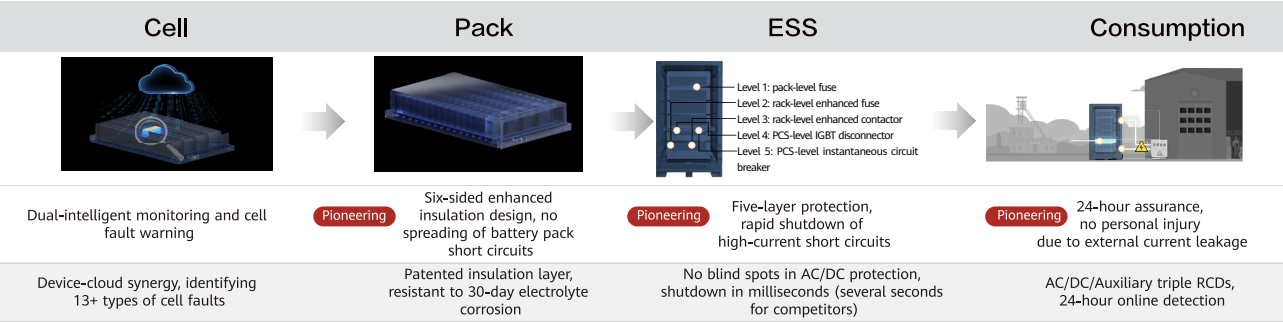 Cell
Pack
ESS
Consumption
Level 1: pack-level fuse
Level 2: rack-level enhanced fuse
Level 3: rack-level enhanced contactor
Level 4: PCS-level IGBT disconnector
Level 5: PCS-level instantaneous circuit
breaker
Dual-intelligent monitoring and cell
fault warning
Pioneering
Six-sided enhanced
insulation design, no
spreading of battery pack
short circuits
Pioneering
Five-layer protection,
rapid shutdown of
high-current short circuits
Pioneering
24-hour assurance,
no personal injury
due to external current leakage
Device-cloud synergy, identifying
13+ types of cell faults
Patented insulation layer,
resistant to 30-day electrolyte
corrosion
No blind spots in AC/DC protection,
shutdown in milliseconds (several seconds
for competitors)
AC/DC/Auxiliary triple RCDs,
24-hour online detection